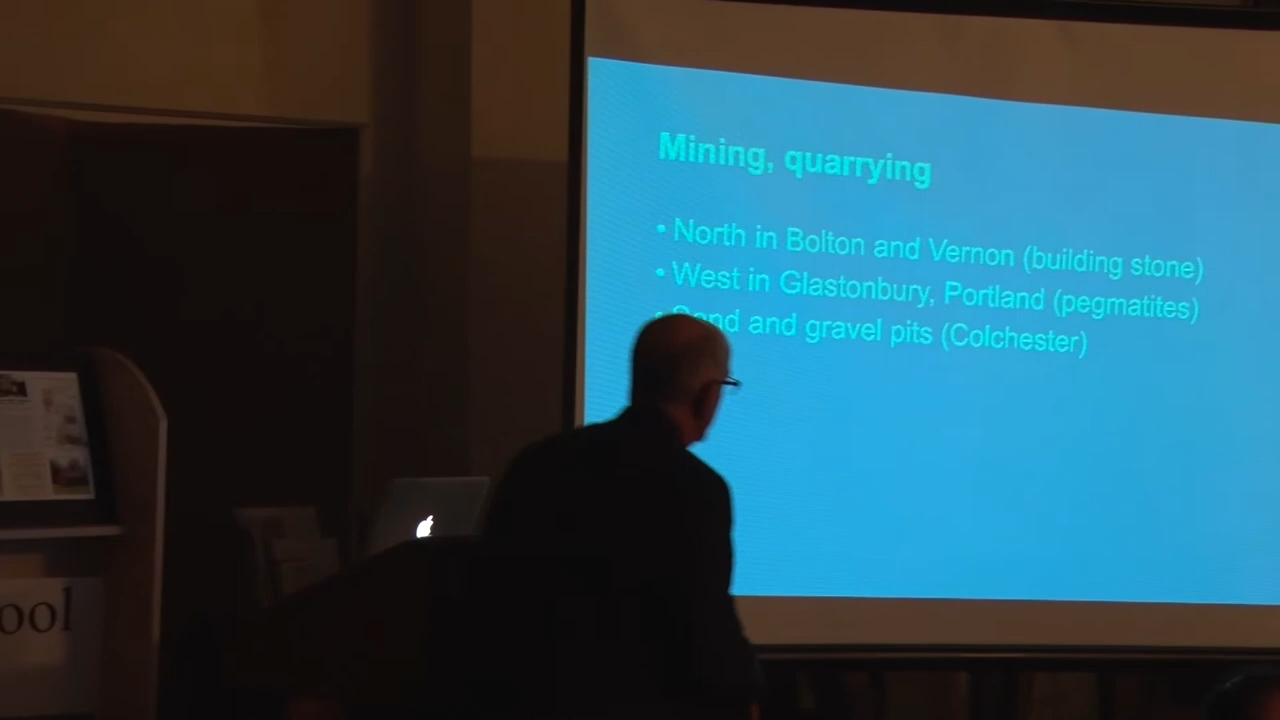 Mining, quarrying
• North in Bolton and Vernon (building stone)
• West in Glastonbury, Portland (pegmatites)
• Sand and gravel pits (Colchester)
ool